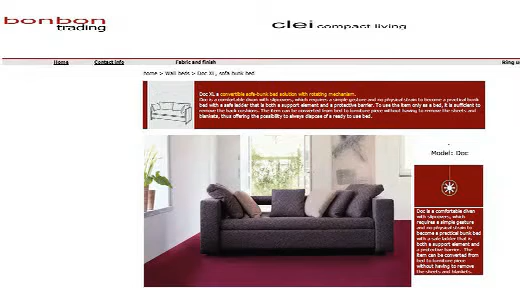 bonbon
trading
clei compact living
Home
Contact info
Fabric and finish
Ring u
home > Wall beds > Doc XL, sofa bunk bed
Doc XL a convertible sofa-bunk bed solution with rotating mechanism.
Doc is a comfortable divan with slipcovers, which requires a simple gesture and no physical strain to become a practical bunk
bed with a safe ladder that is both a support element and a protective barrier. To use the item only as a bed, it is sufficient to
remove the back cushions. The item can be converted from bed to furniture piece without having to remove the sheets and
blankets, thus offering the possibility to always dispose of a ready to use bed.
Model: Doc
Doc is a comfortable divan
with slipcovers, which
requires a simple gesture
and no physical strain to
become a practical bunk bed
with a safe ladder that is
both a support element and
a protective barrier. The
item can be converted from
bed to furniture piece
without having to remove
the sheets and blankets.